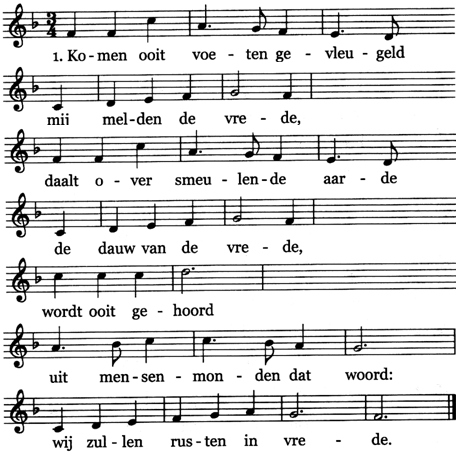 3
4
1. Ko - men ooit voe - ten ge - vleu - geld
mii mel - den de vre - de,
daalt o - ver smeu - len - de aar - de
de dauw van de vre - de,
wordt ooit ge - hoord
uit men - sen - mon - den dat woord:
wij zul - len rus - ten in vre - de.